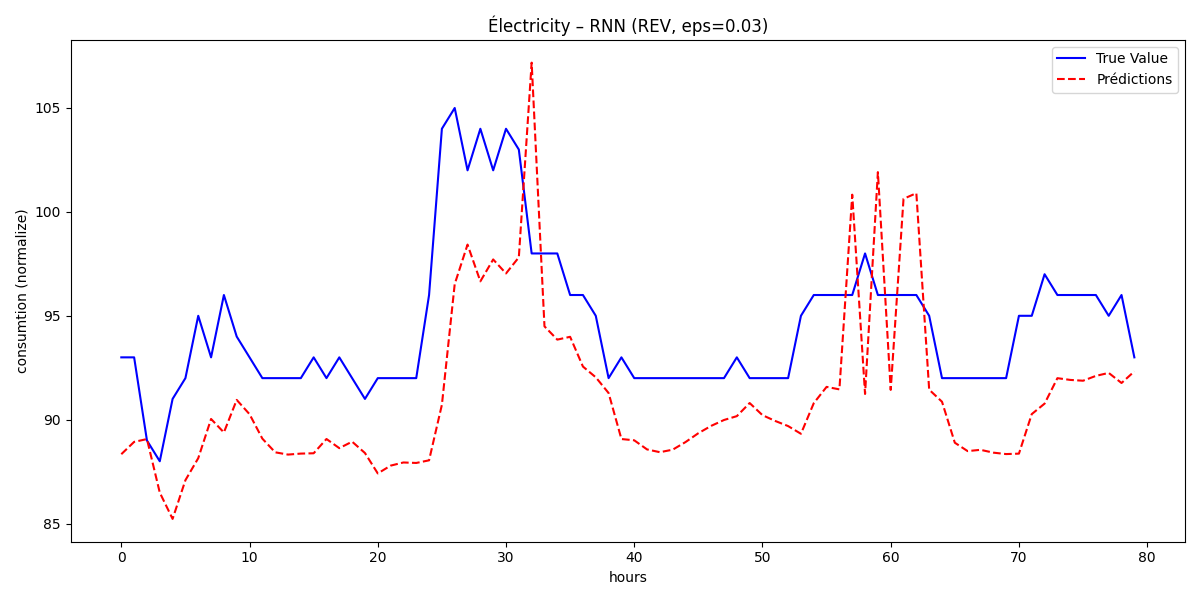 Électricity – RNN (REV, eps=0.03)
True Value
Prédictions
consumtion (normalize)
105
100
95
90
85
0 10 20 30 40 50 60 70 80
hours